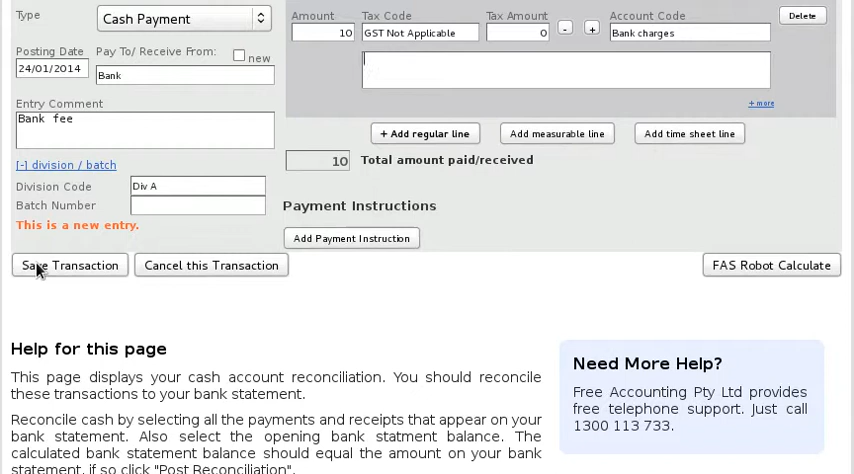 Type
Cash Payment
Amount
Tax Code
Tax Amount
Account Code
Delete
10
GST Not Applicable
0
-
+
Bank charges
Posting Date
Pay To/ Receive From:
new
24/01/2014
Bank
+ more
Entry Comment
Bank fee
+ Add regular line
Add measurable line
Add time sheet line
10
Total amount paid/received
[-] division / batch
Division Code
Div A
Batch Number
Payment Instructions
This is a new entry.
Add Payment Instruction
Save Transaction
Cancel this Transaction
FAS Robot Calculate
Help for this page
This page displays your cash account reconciliation. You should reconcile
these transactions to your bank statement.
Reconcile cash by selecting all the payments and receipts that appear on your
bank statement. Also select the opening bank statment balance. The
calculated bank statement balance should equal the amount on your bank
statement, if so click "Post Reconciliation".
Need More Help?
Free Accounting Pty Ltd provides
free telephone support. Just call
1300 113 733.